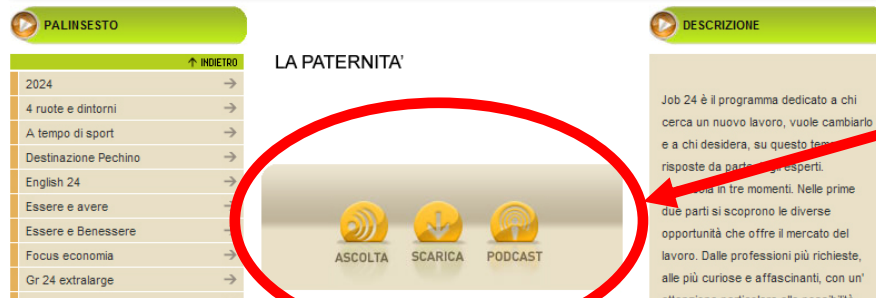 PALINSESTO
INDIETRO
2024
4 ruote e dintorni
A tempo di sport
Destinazione Pechino
English 24
Essere e avere
Essere e Benessere
Focus economia
Gr 24 extralarge
LA PATERNITA'
ASCOLTA SCARICA PODCAST
DESCRIZIONE
Job 24 è il programma dedicato a chi
cerca un nuovo lavoro, vuole cambiarlo
e a chi desidera, su questo
risposte da parte esperti.
in tre momenti. Nelle prime
due parti si scoprono le diverse
opportunità che offre il mercato del
lavoro. Dalle professioni più richieste,
alle più curiose e affascinanti, con un'